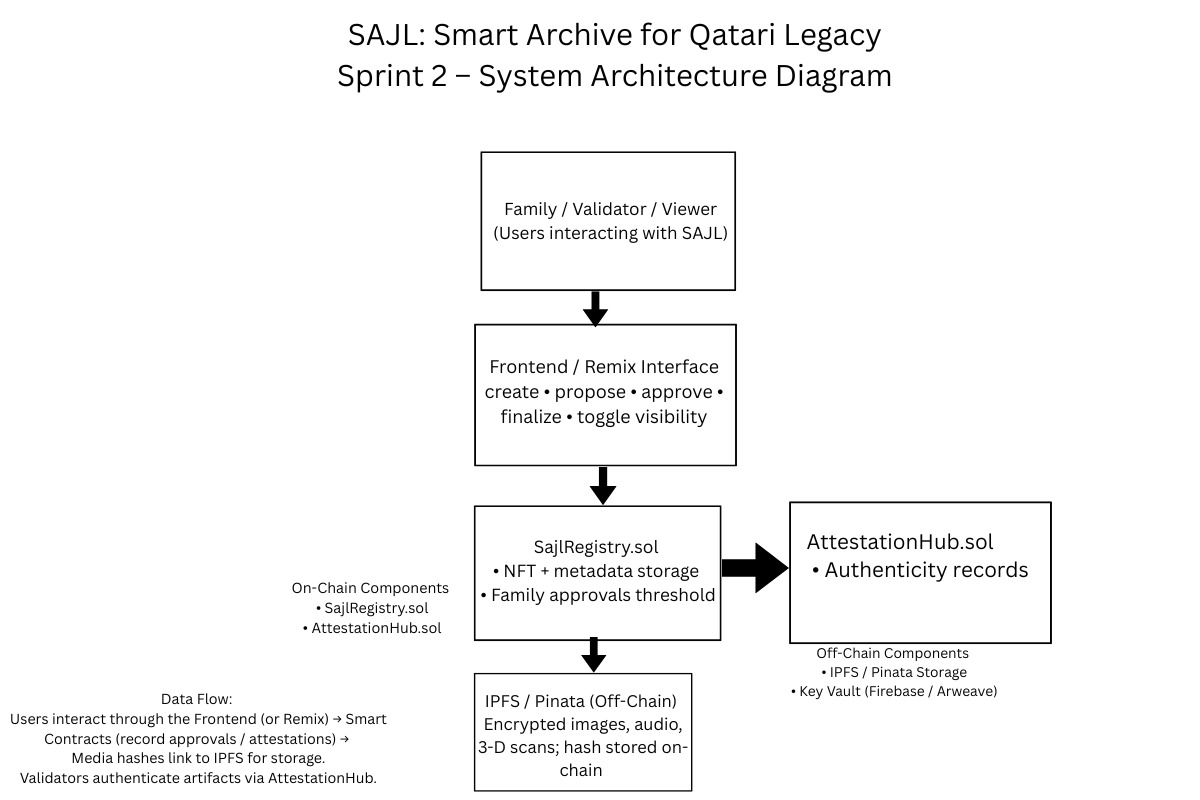 SAJL: Smart Archive for Qatari Legacy
Sprint 2 – System Architecture Diagram
Family / Validator / Viewer
(Users interacting with SAJL)
Frontend / Remix Interface
create • propose • approve •
finalize • toggle visibility
SajlRegistry.sol
• NFT + metadata storage
• Family approvals threshold
AttestationHub.sol
• Authenticity records
On-Chain Components
• SajlRegistry.sol
• AttestationHub.sol
Off-Chain Components
• IPFS / Pinata Storage
• Key Vault (Firebase / Arweave)
IPFS / Pinata (Off-Chain)
Encrypted images, audio,
3-D scans; hash stored on-
chain
Data Flow:
Users interact through the Frontend (or Remix) → Smart
Contracts (record approvals / attestations) →
Media hashes link to IPFS for storage.
Validators authenticate artifacts via AttestationHub.